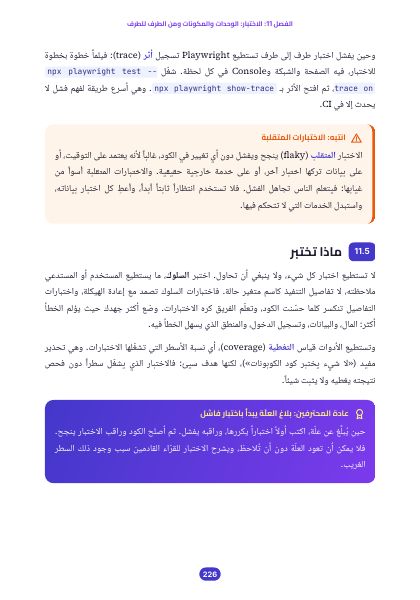 الفصل 11: الاختبار: الوحدات والمكونات ومن الطرف للطرف
وحين يفشل اختبار طرف إلى طرف تستطيع Playwright تسجيل أثر (trace): فيلماً خطوة بخطوة
للاختبار، فيه الصفحة والشبكة وConsole في كل لحظة. شغّل npx playwright test --
trace on، ثم افتح الأثر بـ npx playwright show-trace. وهي أسرع طريقة لفهم فشل لا
يحدث إلا في CI.
انتبه: الاختبارات المتقلبة
الاختبار المتقلب (flaky) ينجح ويفشل دون أي تغيير في الكود، غالباً لأنه يعتمد على التوقيت، أو
على بيانات تركها اختبار آخر، أو على خدمة خارجية حقيقية. والاختبارات المتقلبة أسوأ من
غيابها: فيتعلم الناس تجاهل الفشل. فلا تستخدم انتظاراً ثابتاً أبداً، وأعطِ كل اختبار بياناته،
واستبدل الخدمات التي لا تتحكم فيها.
11.5 ماذا تختبر
لا تستطيع اختبار كل شيء، ولا ينبغي أن تحاول. اختبر السلوك، ما يستطيع المستخدم أو المستدعي
ملاحظته، لا تفاصيل التنفيذ كاسم متغير حالة. فاختبارات السلوك تصمد مع إعادة الهيكلة، واختبارات
التفاصيل تنكسر كلما حسّنت الكود، وتعلّم الفريق كره الاختبارات. وضع أكثر جهدك حيث يؤلم الخطأ
أكثر: المال، والبيانات، وتسجيل الدخول، والمنطق الذي يسهل الخطأ فيه.
وتستطيع الأدوات قياس التغطية (coverage)، أي نسبة الأسطر التي تشغّلها الاختبارات. وهي تحذير
مفيد («لا شيء يختبر كود الكوبونات»)، لكنها هدف سيئ: فالاختبار الذي يشغّل سطراً دون فحص
نتيجته يغطيه ولا يثبت شيئاً.
عادة المحترفين: بلاغ العلّة يبدأ باختبار فاشل
حين يُبلَّغ عن علّة، اكتب أولاً اختباراً يكررها، وراقبه يفشل. ثم أصلح الكود وراقب الاختبار ينجح.
فلا يمكن أن تعود العلّة دون أن تُلاحظ، ويشرح الاختبار للقرّاء القادمين سبب وجود ذلك السطر
الغريب.
226